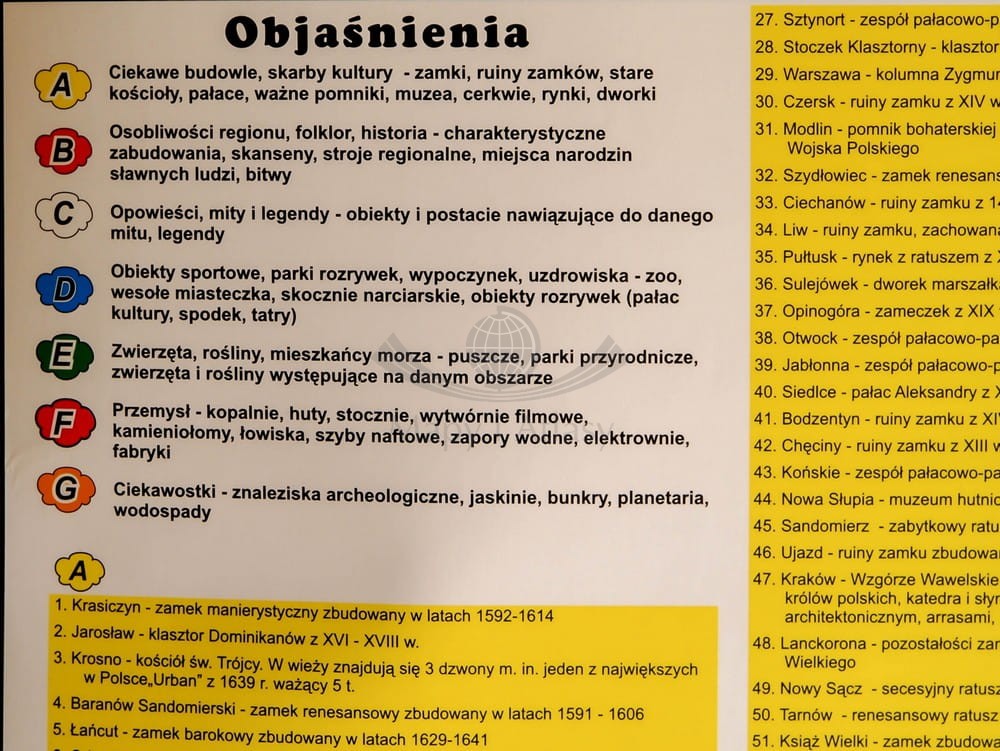 Objaśnienia
A
Ciekawe budowle, skarby kultury - zamki, ruiny zamków, stare
kościoły, pałace, ważne pomniki, muzea, cerkwie, rynki, dworki
B
Osobliwości regionu, folklor, historia - charakterystyczne
zabudowania, skanseny, stroje regionalne, miejsca narodzin
sławnych ludzi, bitwy
C
Opowieści, mity i legendy - obiekty i postacie nawiązujące do danego
mitu, legendy
D
Obiekty sportowe, parki rozrywek, wypoczynek, uzdrowiska - zoo,
wesołe miasteczka, skocznie narciarskie, obiekty rozrywek (pałac
kultury, spodek, tatry)
E
Zwierzęta, rośliny, mieszkańcy morza - puszcze, parki przyrodnicze,
zwierzęta i rośliny występujące na danym obszarze
F
Przemysł - kopalnie, huty, stocznie, wytwórnie filmowe,
kamieniołomy, łowiska, szyby naftowe, zapory wodne, elektrownie,
fabryki
G
Ciekawostki - znaleziska archeologiczne, jaskinie, bunkry, planetaria,
wodospady
Mapy i Atlasy
A
1. Krasiczyn - zamek manierystyczny zbudowany w latach 1592-1614
2. Jarosław - klasztor Dominikanów z XVI - XVIII w.
3. Krosno - kościół św. Trójcy. W wieży znajdują się 3 dzwony m. in. jeden z największych
w Polsce„Urban” z 1639 r. ważący 5 t.
4. Baranów Sandomierski - zamek renesansowy zbudowany w latach 1591 - 1606
5. Łańcut - zamek barokowy zbudowany w latach 1629-1641
27. Sztynort - zespół pałacowo-p
28. Stoczek Klasztorny - klasztor
29. Warszawa - kolumna Zygmun
30. Czersk - ruiny zamku z XIV w
31. Modlin - pomnik bohaterskiej
Wojska Polskiego
32. Szydłowiec - zamek renesans
33. Ciechanów - ruiny zamku z 14
34. Liw - ruiny zamku, zachowana
35. Pułtusk - rynek z ratuszem z X
36. Sulejówek - dworek marszałka
37. Opinogóra - zameczek z XIX
38. Otwock - zespół pałacowo-pa
39. Jabłonna - zespół pałacowo-p
40. Siedlce - pałac Aleksandry z X
41. Bodzentyn - ruiny zamku z XIV
42. Chęciny - ruiny zamku z XIII w
43. Końskie - zespół pałacowo-pa
44. Nowa Słupia - muzeum hutnic
45. Sandomierz - zabytkowy ratu
46. Ujazd - ruiny zamku zbudowan
47. Kraków - Wzgórze Wawelskie
królów polskich, katedra i słyn
architektonicznym, arrasami,
48. Lanckorona - pozostałości zam
Wielkiego
49. Nowy Sącz - secesyjny ratusz
50. Tarnów - renesansowy ratusz
51. Książ Wielki - zamek zbudowa